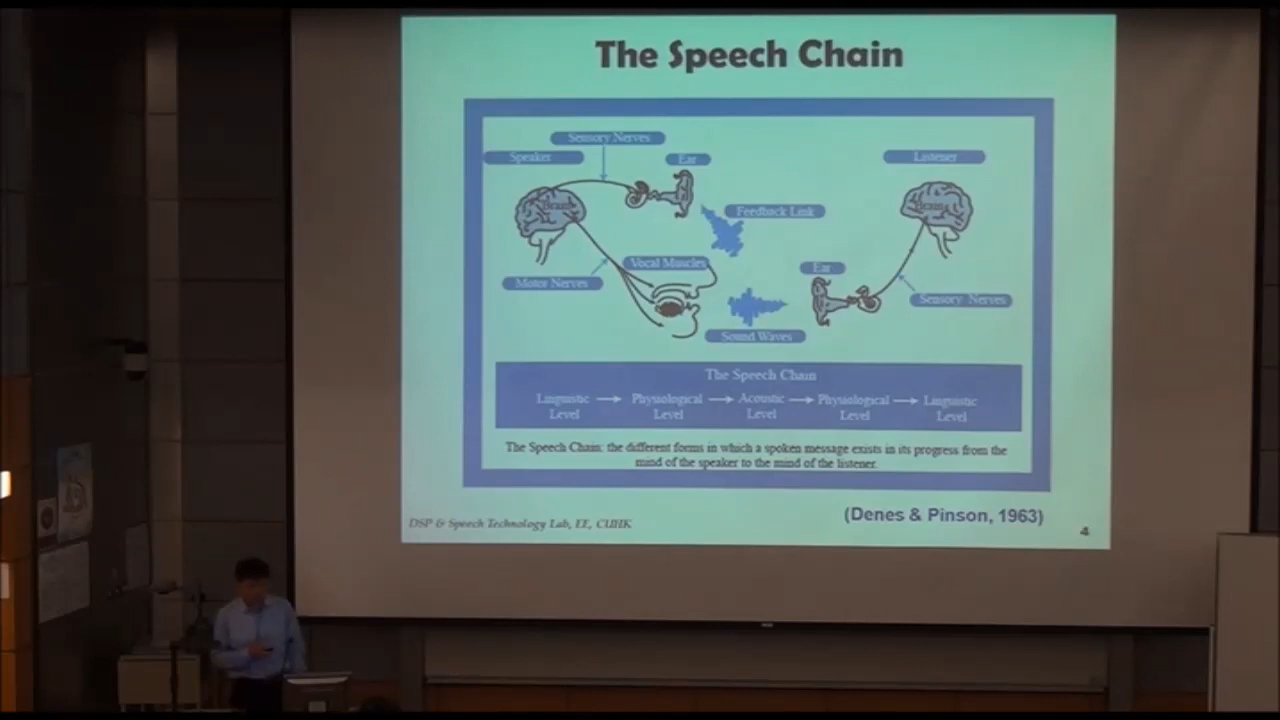 The Speech Chain
Sensory Nerves
Speaker
Ear
Listener
Brain
Brain
Feedback Link
Vocal Muscles
Ear
Motor Nerves
Sensory Nerves
Sound Waves
The Speech Chain
Linguistic Level → Physiological Level → Acoustic Level → Physiological Level → Linguistic Level
The Speech Chain: the different forms in which a spoken message exists in its progress from the
mind of the speaker to the mind of the listener.
(Denes & Pinson, 1963)
DSP & Speech Technology Lab, EE, CUHK
4